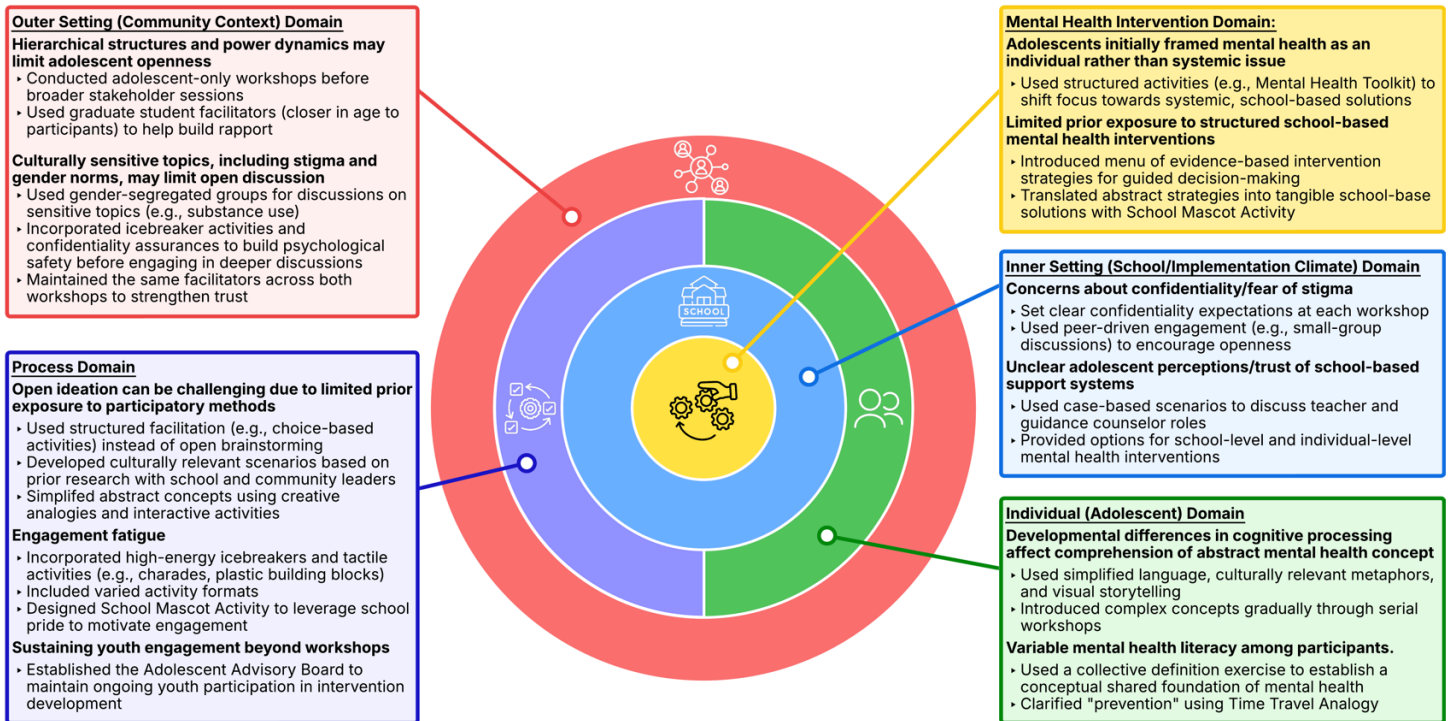 Outer Setting (Community Context) Domain
Hierarchical structures and power dynamics may
limit adolescent openness
‣ Conducted adolescent-only workshops before
broader stakeholder sessions
‣ Used graduate student facilitators (closer in age to
participants) to help build rapport
Culturally sensitive topics, including stigma and
gender norms, may limit open discussion
‣ Used gender-segregated groups for discussions on
sensitive topics (e.g., substance use)
‣ Incorporated icebreaker activities and
confidentiality assurances to build psychological
safety before engaging in deeper discussions
‣ Maintained the same facilitators across both
workshops to strengthen trust
Process Domain
Open ideation can be challenging due to limited prior
exposure to participatory methods
‣ Used structured facilitation (e.g., choice-based
activities) instead of open brainstorming
‣ Developed culturally relevant scenarios based on
prior research with school and community leaders
‣ Simplifed abstract concepts using creative
analogies and interactive activities
Engagement fatigue
‣ Incorporated high-energy icebreakers and tactile
activities (e.g., charades, plastic building blocks)
‣ Included varied activity formats
‣ Designed School Mascot Activity to leverage school
pride to motivate engagement
Sustaining youth engagement beyond workshops
‣ Established the Adolescent Advisory Board to
maintain ongoing youth participation in intervention
development
SCHOOL
Mental Health Intervention Domain:
Adolescents initially framed mental health as an
individual rather than systemic issue
‣ Used structured activities (e.g., Mental Health Toolkit) to
shift focus towards systemic, school-based solutions
Limited prior exposure to structured school-based
mental health interventions
‣ Introduced menu of evidence-based intervention
strategies for guided decision-making
‣ Translated abstract strategies into tangible school-base
solutions with School Mascot Activity
Inner Setting (School/Implementation Climate) Domain
Concerns about confidentiality/fear of stigma
‣ Set clear confidentiality expectations at each workshop
‣ Used peer-driven engagement (e.g., small-group
discussions) to encourage openness
Unclear adolescent perceptions/trust of school-based
support systems
‣ Used case-based scenarios to discuss teacher and
guidance counselor roles
‣ Provided options for school-level and individual-level
mental health interventions
Individual (Adolescent) Domain
Developmental differences in cognitive processing
affect comprehension of abstract mental health concept
‣ Used simplified language, culturally relevant metaphors,
and visual storytelling
‣ Introduced complex concepts gradually through serial
workshops
Variable mental health literacy among participants.
‣ Used a collective definition exercise to establish a
conceptual shared foundation of mental health
‣ Clarified "prevention" using Time Travel Analogy